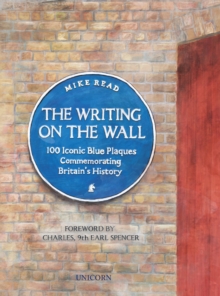 MIKE READ
THE WRITING
ON THE WALL
100 Iconic Blue Plaques
Commemorating
Britain's History
FOREWORD BY
CHARLES, 9th EARL SPENCER
UNICORN